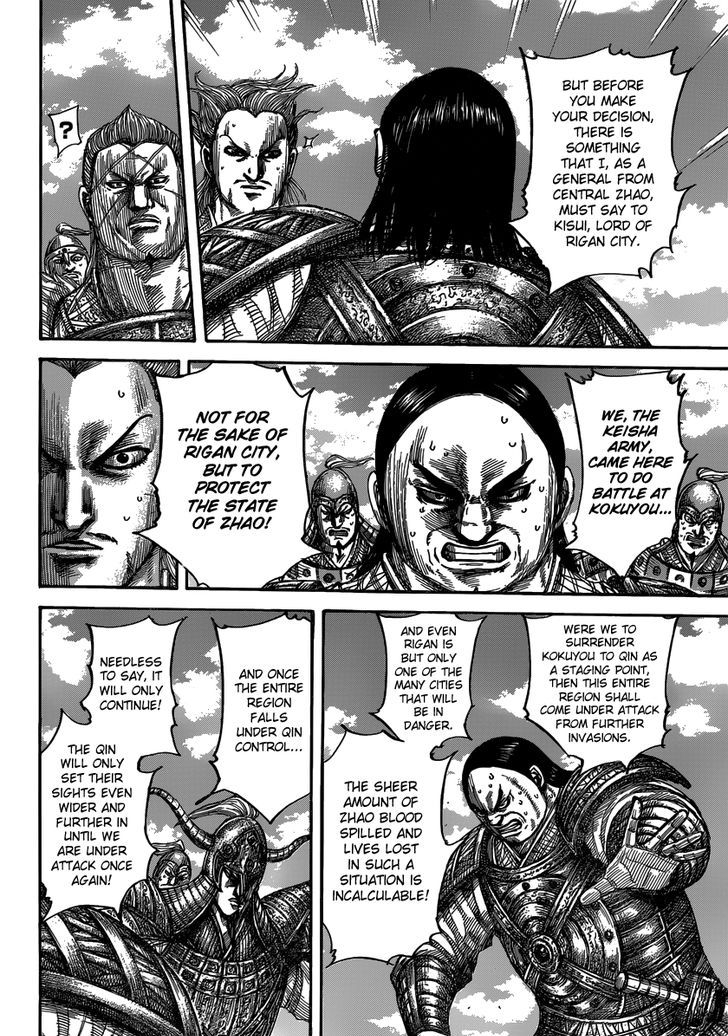 BUT BEFORE
YOU MAKE
YOUR DECISION,
THERE IS
SOMETHING
THAT I, AS A
GENERAL FROM
CENTRAL ZHAO,
MUST SAY TO
KISUI, LORD OF
RIGAN CITY.
?
WE, THE
KEISHA
ARMY,
CAME HERE
TO DO
BATTLE AT
KOKUYOU...
NOT FOR
THE SAKE OF
RIGAN CITY,
BUT TO
PROTECT
THE STATE
OF ZHAO!
WERE WE TO
SURRENDER
KOKUYOU TO QIN AS
A STAGING POINT,
THEN THIS ENTIRE
REGION SHALL
COME UNDER ATTACK
FROM FURTHER
INVASIONS.
AND EVEN
RIGAN IS
BUT ONLY
ONE OF THE
MANY CITIES
THAT WILL
BE IN
DANGER.
THE SHEER
AMOUNT OF
ZHAO BLOOD
SPILLED AND
LIVES LOST
IN SUCH A
SITUATION IS
INCALCULABLE!
AND ONCE
THE ENTIRE
REGION
FALLS
UNDER QIN
CONTROL...
NEEDLESS
TO SAY, IT
WILL ONLY
CONTINUE!
THE QIN
WILL ONLY
SET THEIR
SIGHTS EVEN
WIDER AND
FURTHER IN
UNTIL WE
ARE UNDER
ATTACK ONCE
AGAIN!